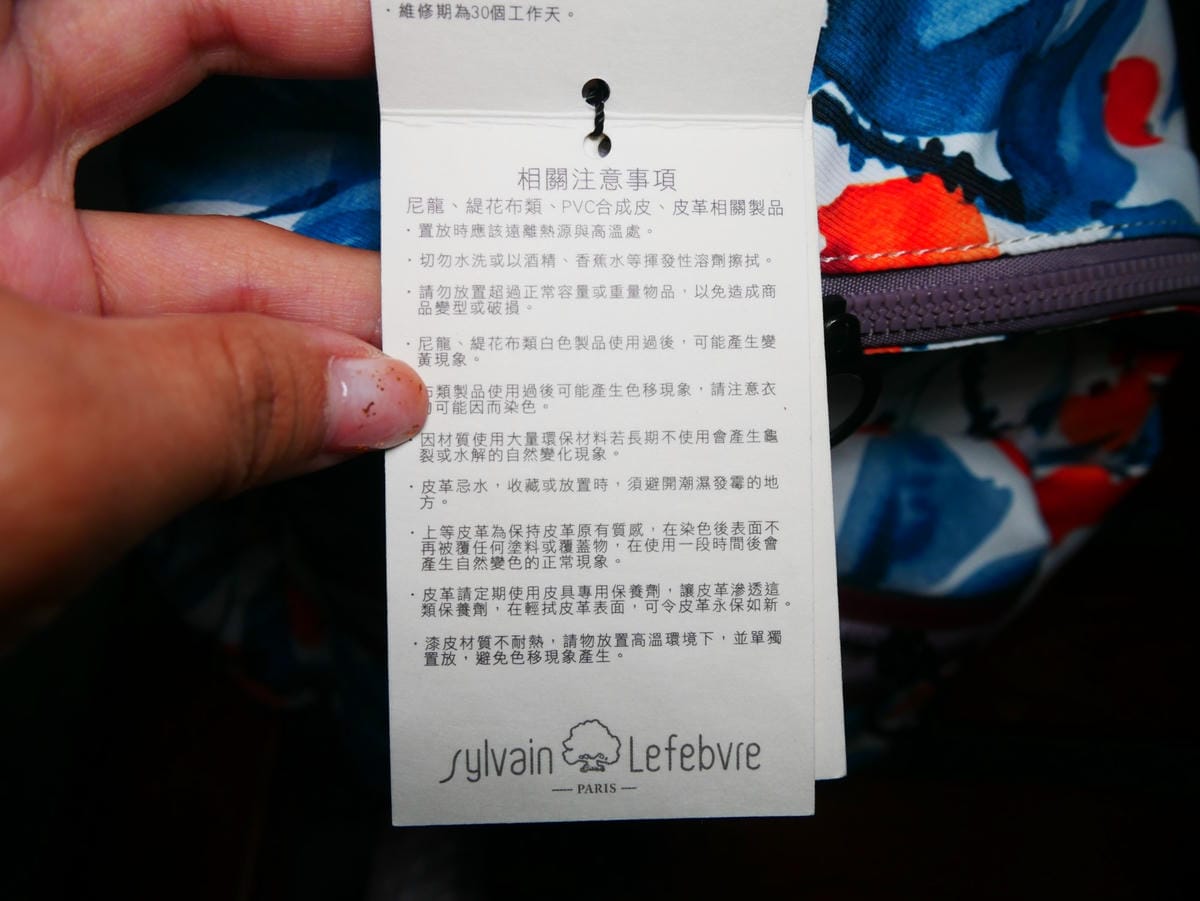 · 維修期為30個工作天。
相關注意事項
尼龍、緹花布類、PVC合成皮、皮革相關製品
· 置放時應該遠離熱源與高溫處。
· 切勿水洗或以酒精、香蕉水等揮發性溶劑擦拭。
· 請勿放置超過正常容量或重量物品，以免造成商
品變型或破損。
· 尼龍、緹花布類白色製品使用過後，可能產生變
黃現象。
類製品使用過後可能產生色移現象，請注意衣
可能因而染色。
· 因材質使用大量環保材料若長期不使用會產生龜
裂或水解的自然變化現象。
· 皮革忌水，收藏或放置時，須避開潮濕發霉的地
方。
· 上等皮革為保持皮革原有質感，在染色後表面不
再被覆任何塗料或覆蓋物，在使用一段時間後會
產生自然變色的正常現象。
· 皮革請定期使用皮具專用保養劑，讓皮革滲透這
類保養劑，在輕拭皮革表面，可令皮革永保如新。
· 漆皮材質不耐熱，請物放置高溫環境下，並單獨
置放，避免色移現象產生。
Sylvain Lefebvre
PARIS